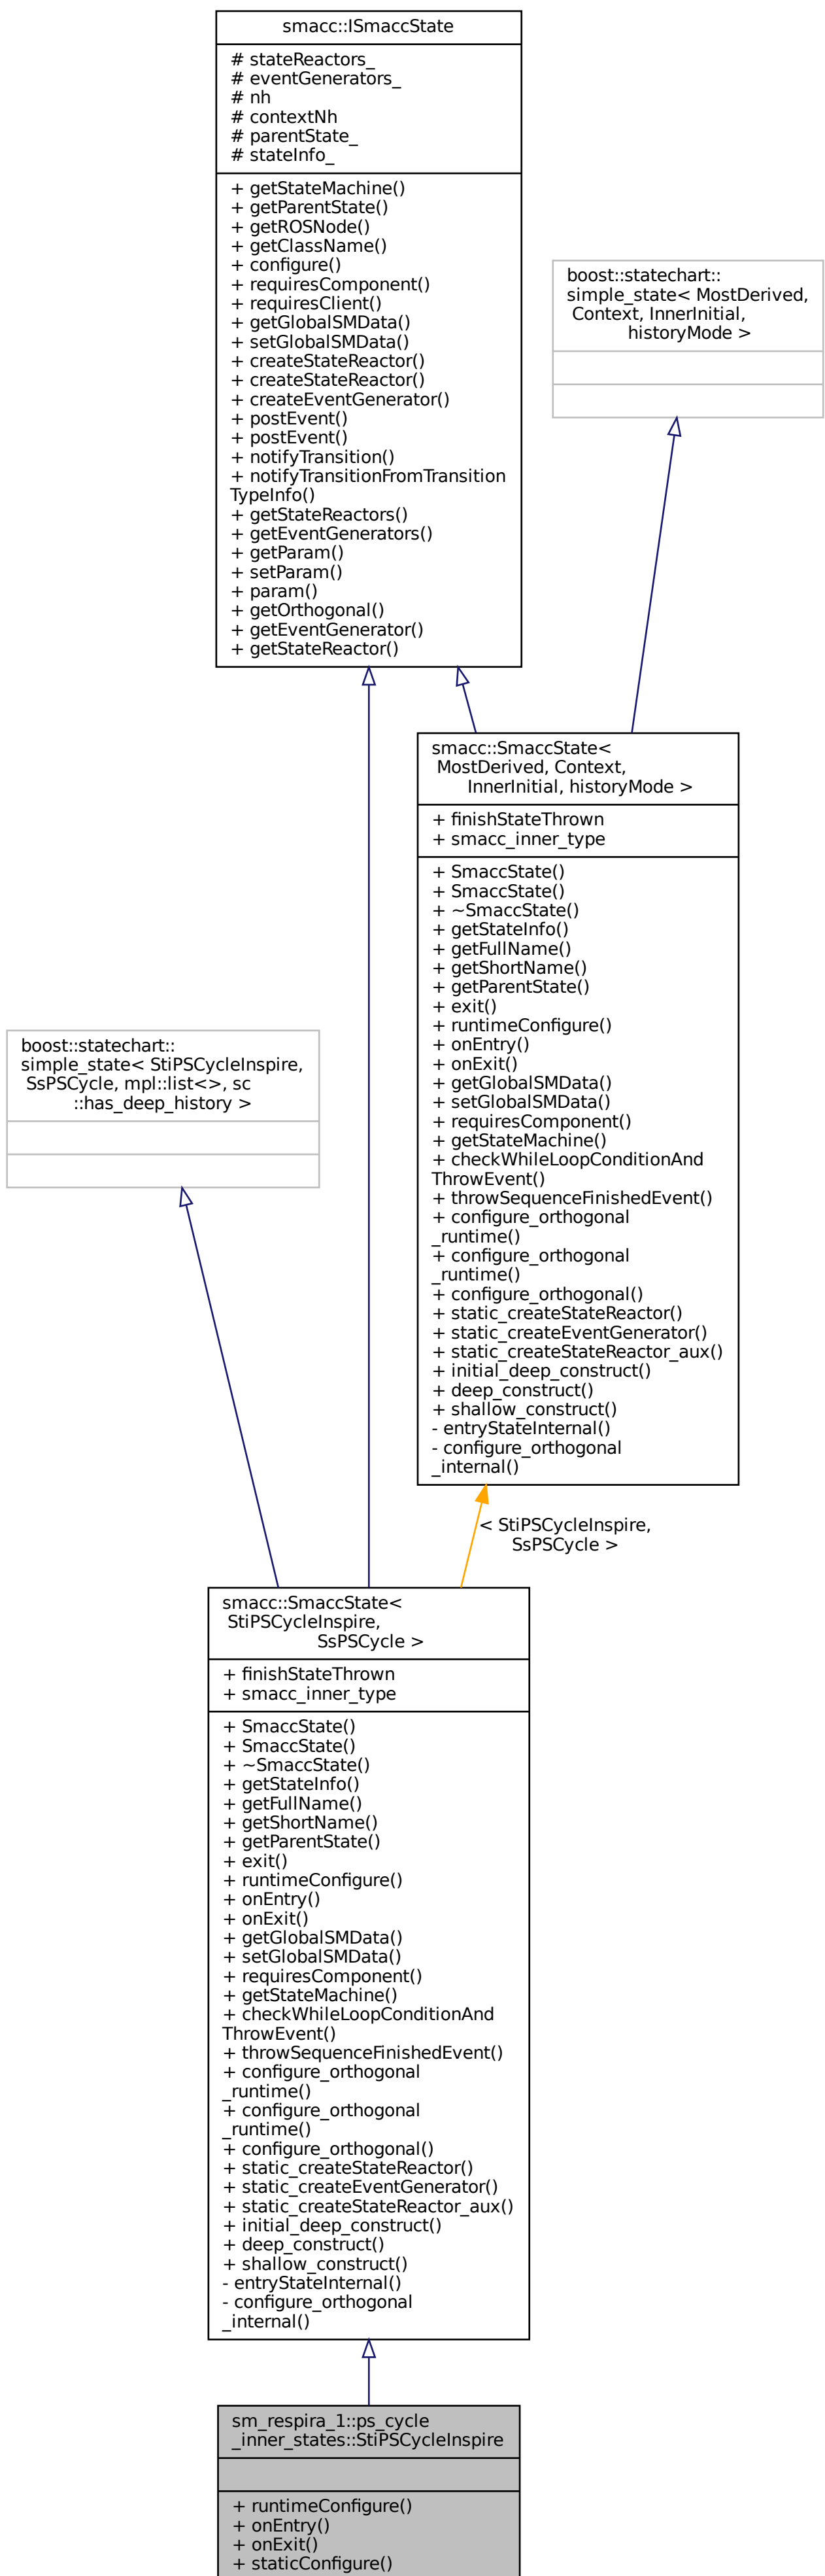 smacc::ISmaccState
# stateReactors_
# eventGenerators_
# nh
# contextNh
# parentState_
# stateInfo_
+ getStateMachine()
+ getParentState()
+ getROSNode()
+ getClassName()
+ configure()
+ requiresComponent()
+ requiresClient()
+ getGlobalSMData()
+ setGlobalSMData()
+ createStateReactor()
+ createStateReactor()
+ createEventGenerator()
+ postEvent()
+ postEvent()
+ notifyTransition()
+ notifyTransitionFromTransition
TypeInfo()
+ getStateReactors()
+ getEventGenerators()
+ getParam()
+ setParam()
+ param()
+ getOrthogonal()
+ getEventGenerator()
+ getStateReactor()
boost::statechart::
simple_state< MostDerived,
Context, InnerInitial,
historyMode >
smacc::SmaccState<
MostDerived, Context,
InnerInitial, historyMode >
+ finishStateThrown
+ smacc_inner_type
+ SmaccState()
+ SmaccState()
+ ~SmaccState()
+ getStateInfo()
+ getFullName()
+ getShortName()
+ getParentState()
+ exit()
+ runtimeConfigure()
+ onEntry()
+ onExit()
+ getGlobalSMData()
+ setGlobalSMData()
+ requiresComponent()
+ getStateMachine()
+ checkWhileLoopConditionAnd
ThrowEvent()
+ throwSequenceFinishedEvent()
+ configure_orthogonal
_runtime()
+ configure_orthogonal
_runtime()
+ configure_orthogonal()
+ static_createStateReactor()
+ static_createEventGenerator()
+ static_createStateReactor_aux()
+ initial_deep_construct()
+ deep_construct()
+ shallow_construct()
- entryStateInternal()
- configure_orthogonal
_internal()
boost::statechart::
simple_state< StiPSCycleInspire,
SsPSCycle, mpl::list<>, sc
::has_deep_history >
< StiPSCycleInspire,
SsPSCycle >
smacc::SmaccState<
StiPSCycleInspire,
SsPSCycle >
+ finishStateThrown
+ smacc_inner_type
+ SmaccState()
+ SmaccState()
+ ~SmaccState()
+ getStateInfo()
+ getFullName()
+ getShortName()
+ getParentState()
+ exit()
+ runtimeConfigure()
+ onEntry()
+ onExit()
+ getGlobalSMData()
+ setGlobalSMData()
+ requiresComponent()
+ getStateMachine()
+ checkWhileLoopConditionAnd
ThrowEvent()
+ throwSequenceFinishedEvent()
+ configure_orthogonal
_runtime()
+ configure_orthogonal
_runtime()
+ configure_orthogonal()
+ static_createStateReactor()
+ static_createEventGenerator()
+ static_createStateReactor_aux()
+ initial_deep_construct()
+ deep_construct()
+ shallow_construct()
- entryStateInternal()
- configure_orthogonal
_internal()
sm_respira_1::ps_cycle
_inner_states::StiPSCycleInspire
+ runtimeConfigure()
+ onEntry()
+ onExit()
+ staticConfigure()